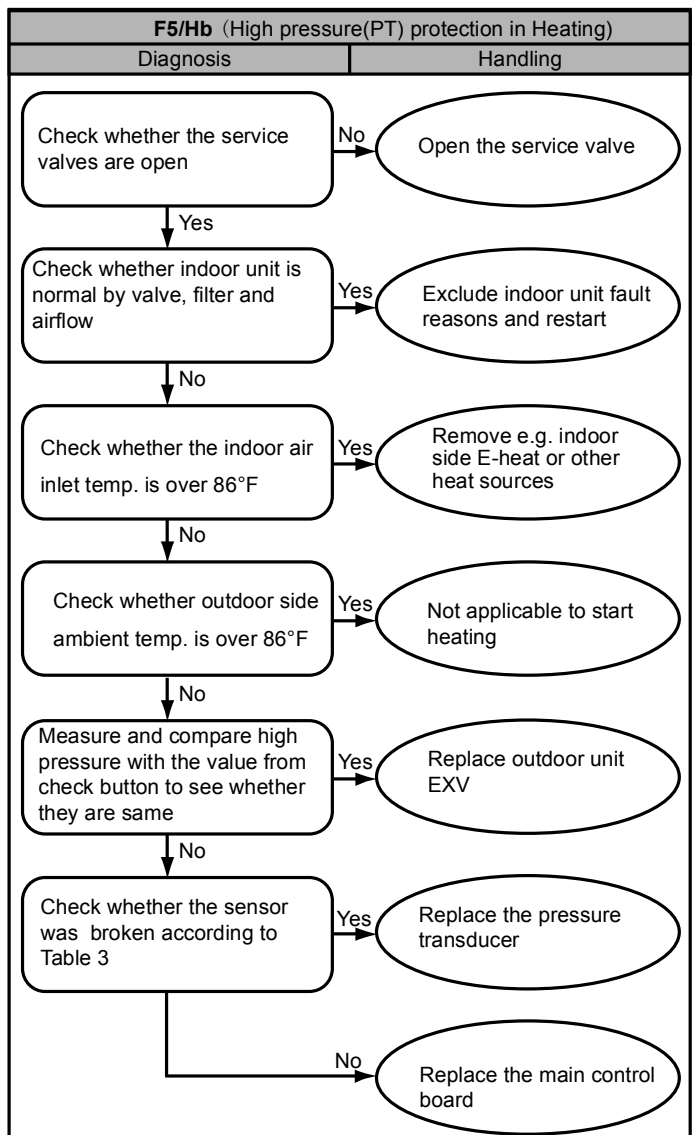 F5/Hb（High pressure(PT) protection in Heating)
Diagnosis
Handling
Check whether the service
valves are open
No
Open the service valve
Yes
Check whether indoor unit is
normal by valve, filter and
airflow
Yes
Exclude indoor unit fault
reasons and restart
No
Check whether the indoor air
inlet temp. is over 86°F
Yes
Remove e.g. indoor
side E-heat or other
heat sources
No
Check whether outdoor side
ambient temp. is over 86°F
Yes
Not applicable to start
heating
No
Measure and compare high
pressure with the value from
check button to see whether
they are same
Yes
Replace outdoor unit
EXV
No
Check whether the sensor
was broken according to
Table 3
Yes
Replace the pressure
transducer
No
Replace the main control
board